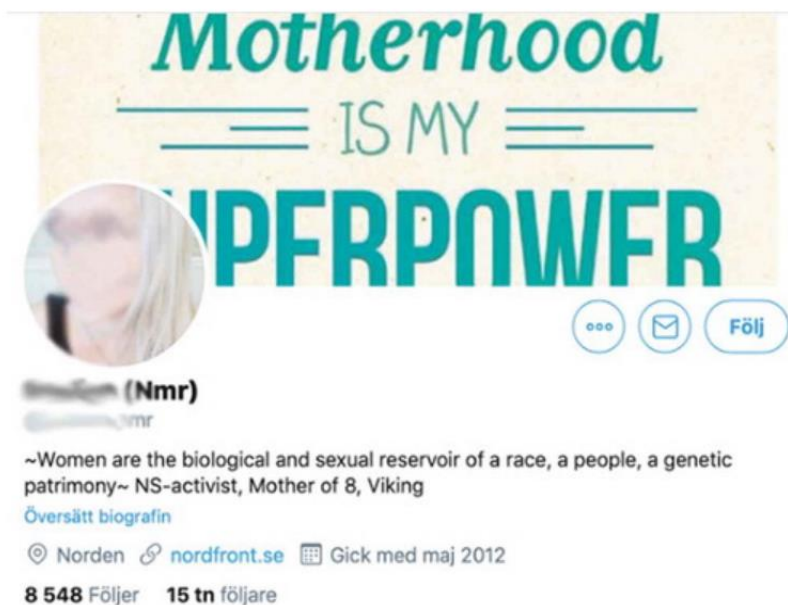 Motherhood
IS MY
SUPERPOWER
(Nmr)
mr
~Women are the biological and sexual reservoir of a race, a people, a genetic
patrimony~ NS-activist, Mother of 8, Viking
Översätt biografin
Norden nordfront.se Gick med maj 2012
8 548 Följer 15 tn följare
Följ